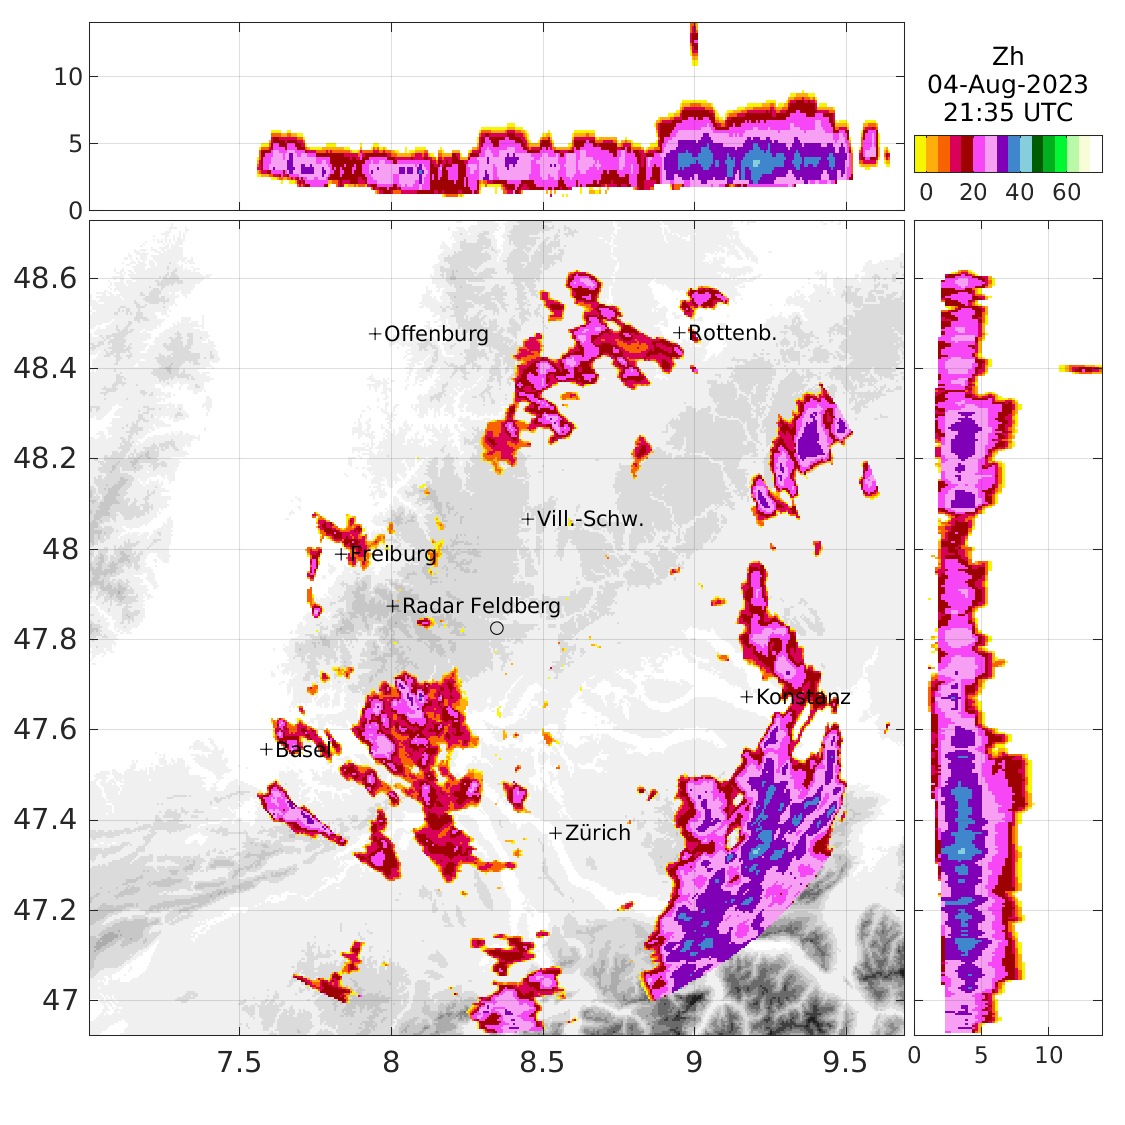 10
5
0
Zh
04-Aug-2023
21:35 UTC
0 20 40 60
48.6
48.4
48.2
48
47.8
47.6
47.4
47.2
47
+Offenburg
+Rottenb.
+Vill.-Schw.
+Freiburg
+Radar Feldberg
+Konstanz
+Basel
+Zürich
7.5 8 8.5 9 9.5
0 5 10